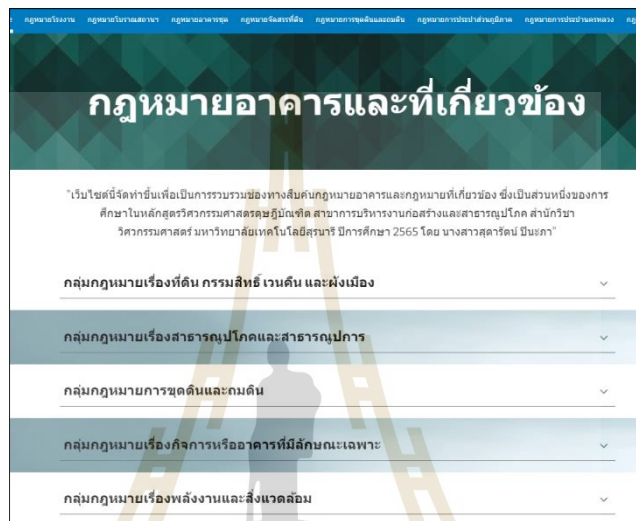 กฎหมายโรงงาน กฎหมายโบราณสถานฯ กฎหมายอาคารชุด กฎหมายจัดสรรที่ดิน กฎหมายการขุดดินและถมดิน กฎหมายการประปาส่วนภูมิภาค กฎหมายการประปานครหลวง
กฎหมายอาคารและที่เกี่ยวข้อง
"เว็บไซต์นี้จัดทำขึ้นเพื่อเป็นการรวบรวมช่องทางสืบค้นกฎหมายอาคารและกฎหมายที่เกี่ยวข้อง ซึ่งเป็นส่วนหนึ่งของการ
ศึกษาในหลักสูตรวิศวกรรมศาสตรดุษฎีบัณฑิต สาขาการบริหารงานก่อสร้างและสาธารณูปโภค สำนักวิชา
วิศวกรรมศาสตร์ มหาวิทยาลัยเทคโนโลยีสุรนารี ปีการศึกษา 2565 โดย นางสาวสุดารัตน์ ปีนะภา"
กลุ่มกฎหมายเรื่องที่ดิน กรรมสิทธิ์ เวนคืน และผังเมือง
กลุ่มกฎหมายเรื่องสาธารณูปโภคและสาธารณูปการ
กลุ่มกฎหมายการขุดดินและถมดิน
กลุ่มกฎหมายเรื่องกิจการหรืออาคารที่มีลักษณะเฉพาะ
กลุ่มกฎหมายเรื่องพลังงานและสิ่งแวดล้อม